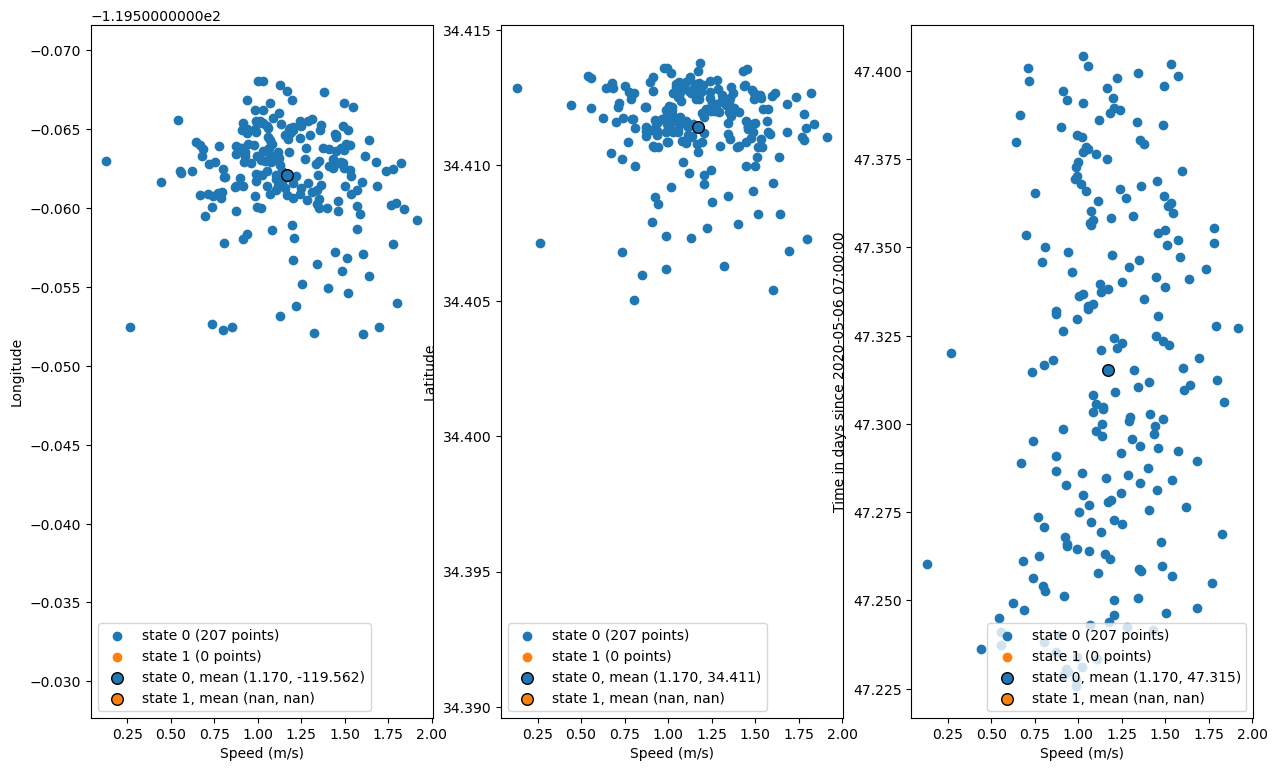 −1.1950000000e2
−0.070
−0.065
−0.060
−0.055
−0.050
−0.045
−0.040
−0.035
−0.030
Longitude
state 0 (207 points)
state 1 (0 points)
state 0, mean (1.170, -119.562)
state 1, mean (nan, nan)
0.25 0.50 0.75 1.00 1.25 1.50 1.75 2.00
Speed (m/s)
34.415
34.410
34.405
34.400
34.395
34.390
Latitude
state 0 (207 points)
state 1 (0 points)
state 0, mean (1.170, 34.411)
state 1, mean (nan, nan)
0.25 0.50 0.75 1.00 1.25 1.50 1.75 2.00
Speed (m/s)
47.400
47.375
47.350
47.325
47.300
47.275
47.250
47.225
Time in days since 2020-05-06 07:00:00
state 0 (207 points)
state 1 (0 points)
state 0, mean (1.170, 47.315)
state 1, mean (nan, nan)
0.25 0.50 0.75 1.00 1.25 1.50 1.75 2.00
Speed (m/s)